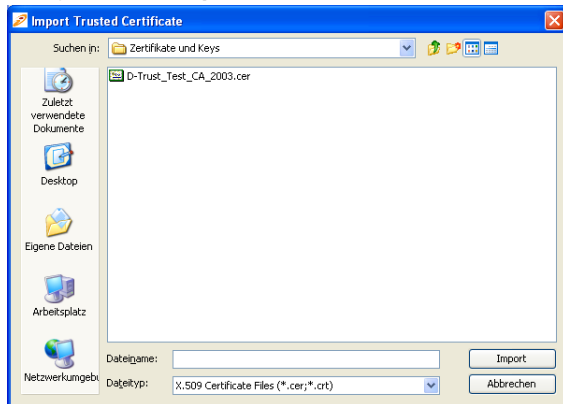 Import Trusted Certificate
Suchen in: Zertifikate und Keys
D-Trust_Test_CA_2003.cer
Zuletzt
verwendete
Dokumente
Desktop
Eigene Dateien
Arbeitsplatz
Netzwerkumgebu
Dateiname:
Import
Dateityp: X.509 Certificate Files (*.cer;*.crt)
Abbrechen